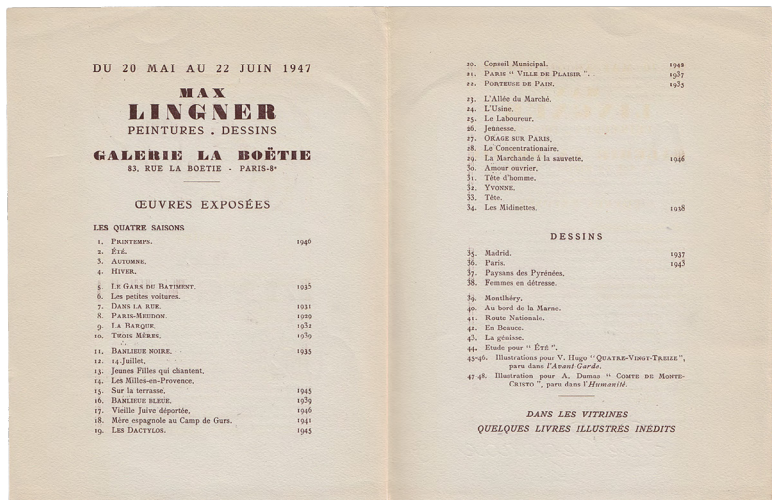 DU 20 MAI AU 22 JUIN 1947
MAX
LINGNER
PEINTURES . DESSINS
GALERIE LA BOËTIE
83, RUE LA BOETIE - PARIS-8e
ŒUVRES EXPOSÉES
LES QUATRE SAISONS
1. PRINTEMPS. 1946
2. ÉTÉ.
3. AUTOMNE.
4. HIVER.
5. LE GARS DU BATIMENT. 1935
6. Les petites voitures.
7. DANS LA RUE. 1931
8. PARIS-MEUDON. 1929
9. LA BARQUE. 1932
10. TROIS MÈRES. 1939
11. BANLIEUE NOIRE. 1935
12. 14-Juillet.
13. Jeunes Filles qui chantent.
14. Les Milles-en-Provence.
15. Sur la terrasse. 1945
16. BANLIEUE BLEUE. 1939
17. Vieille Juive déportée. 1946
18. Mère espagnole au Camp de Gurs. 1941
19. LES DACTYLOS. 1945
20. Conseil Municipal.
21. PARIS " VILLE DE PLAISIR ". 1937
22. PORTEUSE DE PAIN. 1935
23. L'Allée du Marché.
24. L'Usine.
25. Le Laboureur.
26. Jeunesse.
27. ORAGE SUR PARIS.
28. Le Concentrationaire.
29. La Marchande à la sauvette. 1946
30. Amour ouvrier.
31. Tête d'homme.
32. YVONNE.
33. Tête.
34. Les Midinettes. 1928
DESSINS
35. Madrid. 1937
36. Paris. 1943
37. Paysans des Pyrénées.
38. Femmes en détresse.
39. Montlhéry.
40. Au bord de la Marne.
41. Route Nationale.
42. En Beauce.
43. La génisse.
44. Etude pour " ÉTÉ ".
45-46. Illustrations pour V. Hugo "QUATRE-VINGT-TREIZE",
paru dans l'Avant Garde.
47-48. Illustration pour A. Dumas " COMTE DE MONTE-
CRISTO ", paru dans l'Humanité.
DANS LES VITRINES
QUELQUES LIVRES ILLUSTRÉS INÉDITS